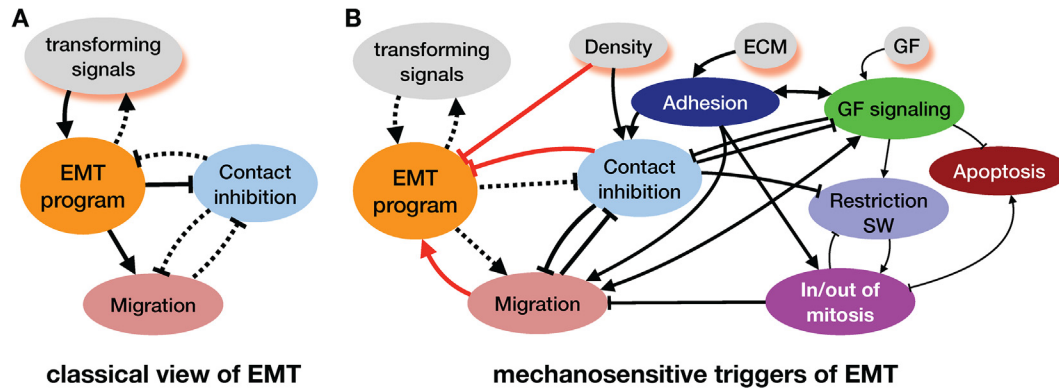 A
transforming
signals
EMT
program
Contact
inhibition
Migration
classical view of EMT
B
transforming
signals
Density
ECM
GF
Adhesion
GF signaling
EMT
program
Contact
inhibition
Apoptosis
Restriction
SW
Migration
In/out of
mitosis
mechanosensitive triggers of EMT